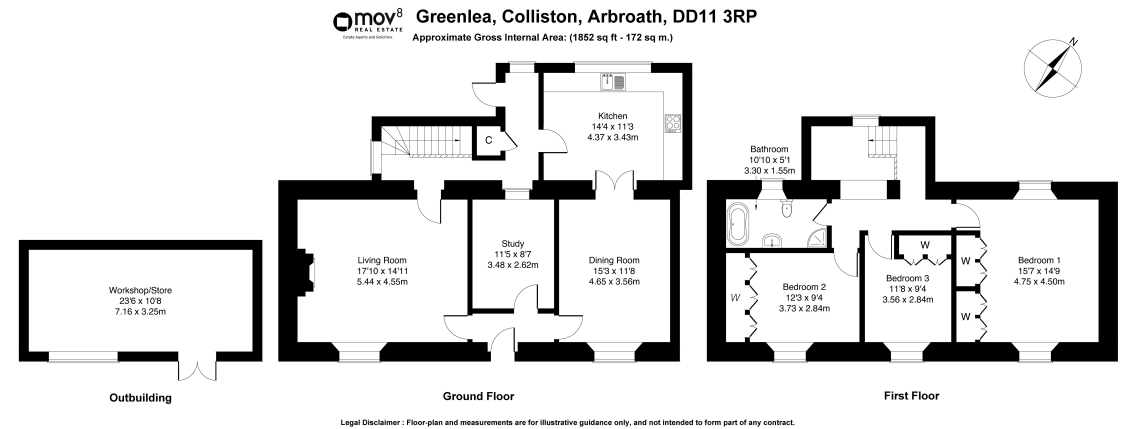 mov8
REAL ESTATE
Estate Agents and Solicitors
Greenlea, Colliston, Arbroath, DD11 3RP
Approximate Gross Internal Area: (1852 sq ft - 172 sq m.)
N
Kitchen
14'4 x 11'3
4.37 x 3.43m
C
Living Room
17'10 x 14'11
5.44 x 4.55m
Study
11'5 x 8'7
3.48 x 2.62m
Dining Room
15'3 x 11'8
4.65 x 3.56m
Workshop/Store
23'6 x 10'8
7.16 x 3.25m
Bathroom
10'10 x 5'1
3.30 x 1.55m
W
Bedroom 2
12'3 x 9'4
3.73 x 2.84m
W
Bedroom 3
11'8 x 9'4
3.56 x 2.84m
W
W
Bedroom 1
15'7 x 14'9
4.75 x 4.50m
Outbuilding
Ground Floor
First Floor
Legal Disclaimer : Floor-plan and measurements are for illustrative guidance only, and not intended to form part of any contract.